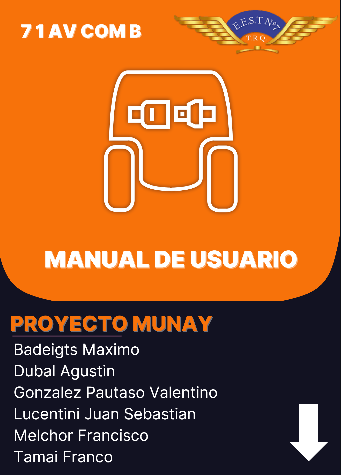 7 1 AV COM B
E.E.S.T. Nº7
T R Q
MANUAL DE USUARIO
PROYECTO MUNAY
Badeigts Maximo
Dubal Agustin
Gonzalez Pautaso Valentino
Lucentini Juan Sebastian
Melchor Francisco
Tamai Franco